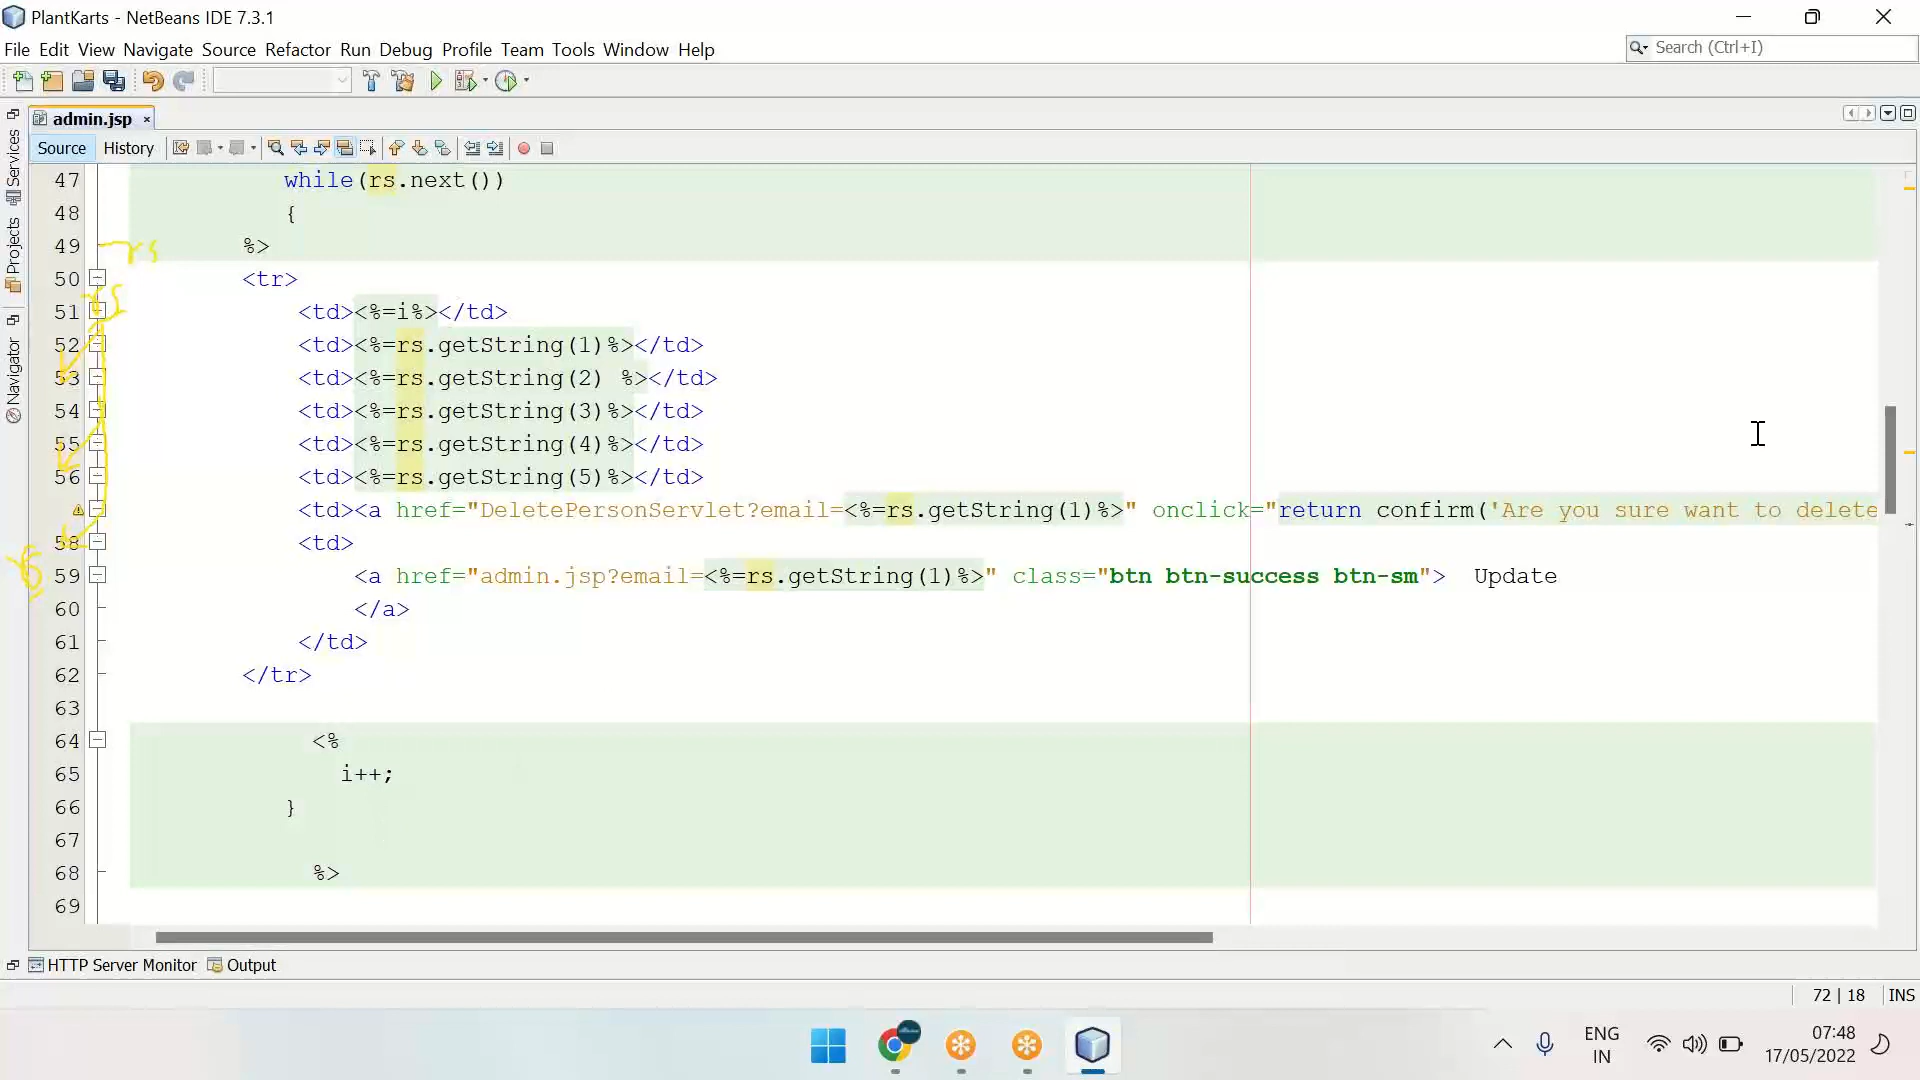 PlantKarts - NetBeans IDE 7.3.1
File Edit View Navigate Source Refactor Run Debug Profile Team Tools Window Help
Search (Ctrl+I)
admin.jsp
Source History
Services
Projects
Navigator
47 while(rs.next())
48 {
49 %>
50 <tr>
51 <td><%=i%></td>
52 <td><%=rs.getString(1)%></td>
53 <td><%=rs.getString(2) %></td>
54 <td><%=rs.getString(3)%></td>
55 <td><%=rs.getString(4)%></td>
56 <td><%=rs.getString(5)%></td>
<td><a href="DeletePersonServlet?email=<%=rs.getString(1)%>" onclick="return confirm('Are you sure want to delete
58 <td>
59 <a href="admin.jsp?email=<%=rs.getString(1)%>" class="btn btn-success btn-sm"> Update
60 </a>
61 </td>
62 </tr>
63
64 <%
65 i++;
66 }
67
68 %>
69
rs
rs
HTTP Server Monitor Output
72 | 18 INS
ENG
IN
07:48
17/05/2022